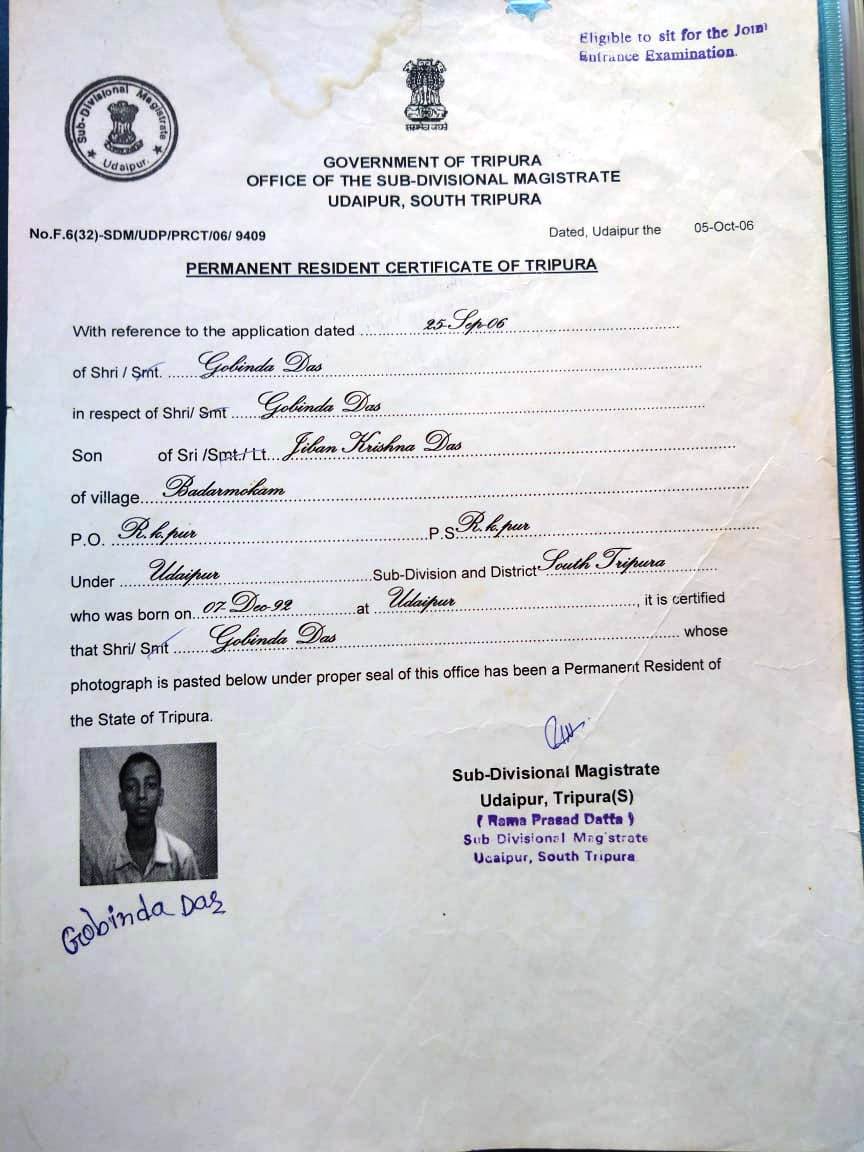 Eligible to sit for the Joint
Entrance Examination.
Sub-Divisional Magistrate
Udaipur.
सत्यमेव जयते
GOVERNMENT OF TRIPURA
OFFICE OF THE SUB-DIVISIONAL MAGISTRATE
UDAIPUR, SOUTH TRIPURA
No.F.6(32)-SDM/UDP/PRCT/06/ 9409 Dated, Udaipur the 05-Oct-06
PERMANENT RESIDENT CERTIFICATE OF TRIPURA
With reference to the application dated .............25-Sep-06.............
of Shri / Smt. .......Gobinda Das.............
in respect of Shri/ Smt ......Gobinda Das.............
Son of Sri /Smt./ Lt....Jiban Krishna Das.............
of village....Badarmokam.............
P.O. ..R.k.pur.............P.S R.k.pur.............
Under ......Udaipur.............Sub-Division and District South Tripura.............
who was born on...07-Dec-92.............at ...Udaipur............., it is certified
that Shri/ Smt ........Gobinda Das............. whose
photograph is pasted below under proper seal of this office has been a Permanent Resident of
the State of Tripura.
Sub-Divisional Magistrate
Udaipur, Tripura(S)
( Rama Prasad Datta )
Sub Divisional Magistrate
Udaipur, South Tripura
Gobinda Das